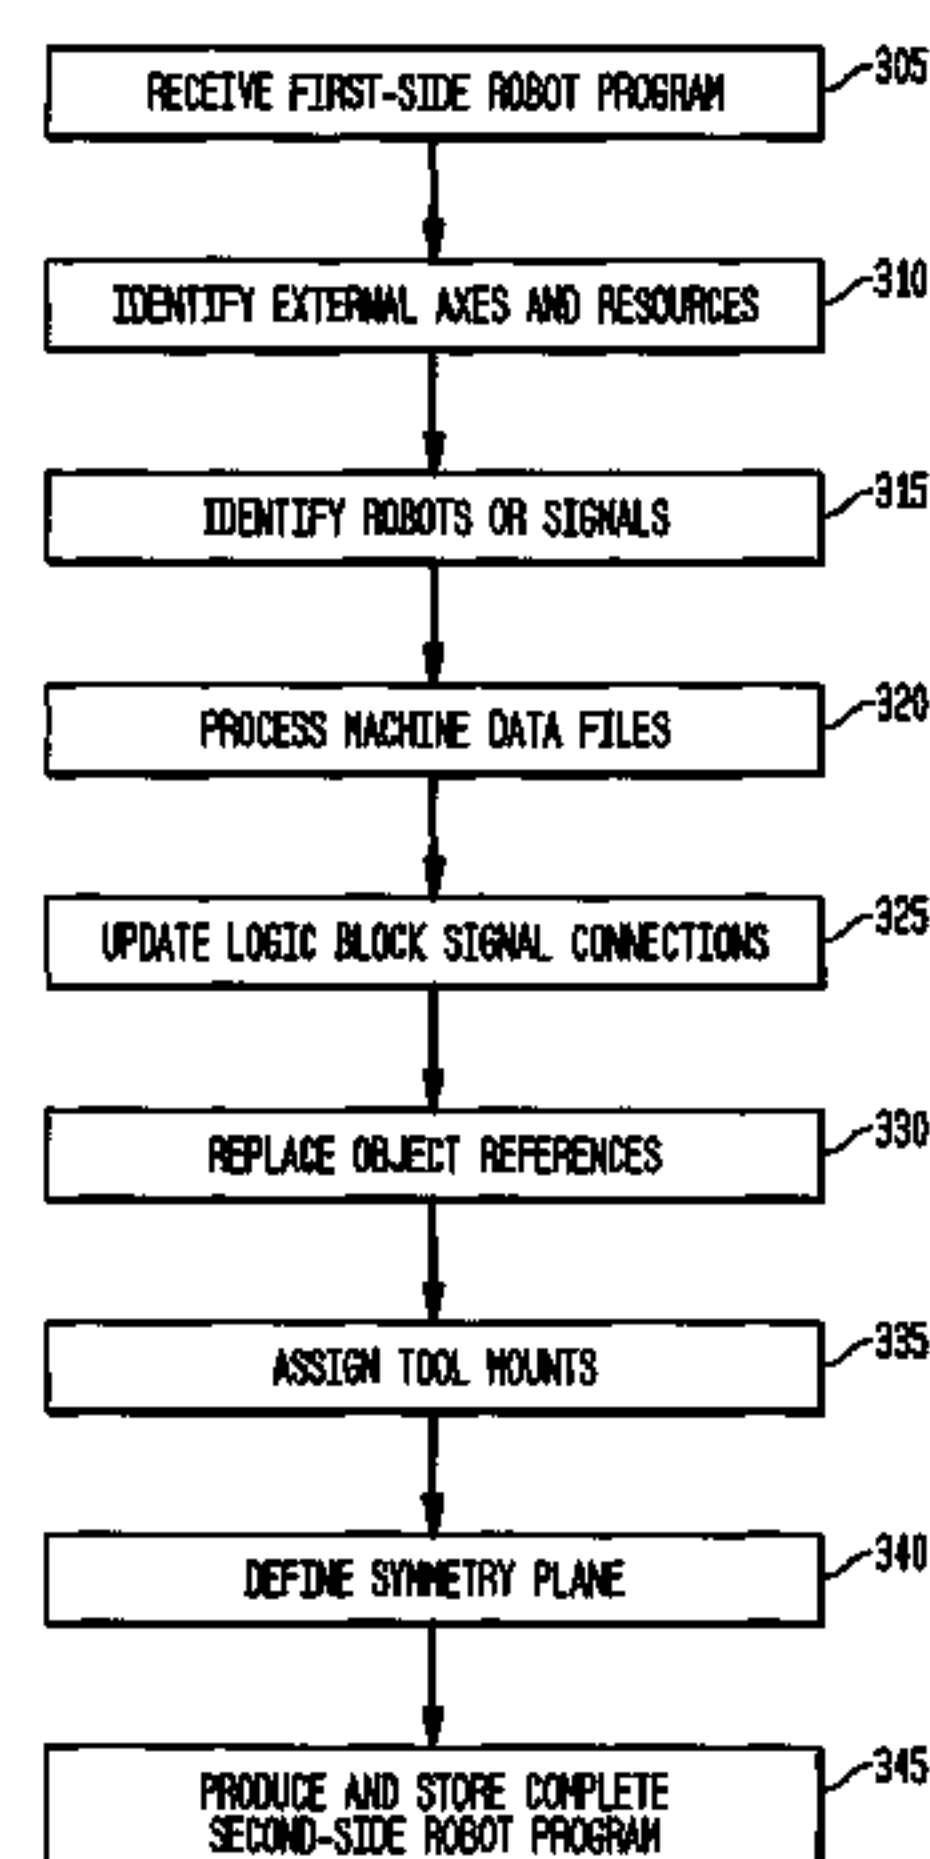 RECEIVE FIRST-SIDE ROBOT PROGRAM 305
IDENTIFY EXTERNAL AXES AND RESOURCES 310
IDENTIFY ROBOTS OR SIGNALS 315
PROCESS MACHINE DATA FILES 320
UPDATE LOGIC BLOCK SIGNAL CONNECTIONS 325
REPLACE OBJECT REFERENCES 330
ASSIGN TOOL MOUNTS 335
DEFINE SYMMETRY PLANE 340
PRODUCE AND STORE COMPLETE 345
SECOND-SIDE ROBOT PROGRAM